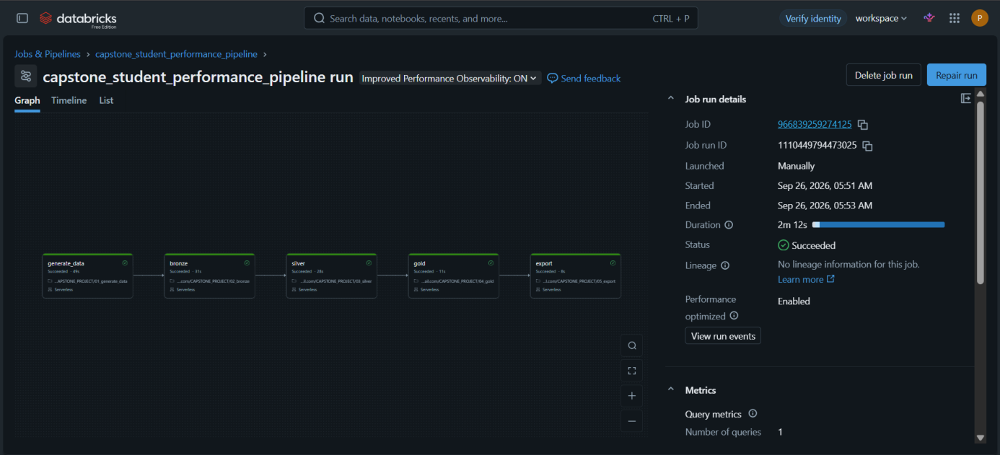 databricks
Free Edition
Search data, notebooks, recents, and more...
CTRL + P
Verify identity
workspace
P
Jobs & Pipelines › capstone_student_performance_pipeline ›
capstone_student_performance_pipeline run
Improved Performance Observability: ON
Send feedback
Delete job run
Repair run
Graph
Timeline
List
generate_data
Succeeded · 49s
...APSTONE_PROJECT/01_generate_data
Serverless
bronze
Succeeded · 31s
...com/CAPSTONE_PROJECT/02_bronze
Serverless
silver
Succeeded · 28s
...il.com/CAPSTONE_PROJECT/03_silver
Serverless
gold
Succeeded · 11s
...ail.com/CAPSTONE_PROJECT/04_gold
Serverless
export
Succeeded · 8s
...l.com/CAPSTONE_PROJECT/05_export
Serverless
Job run details
Job ID 966839259274125
Job run ID 1110449794473025
Launched Manually
Started Sep 26, 2026, 05:51 AM
Ended Sep 26, 2026, 05:53 AM
Duration 2m 12s
Status Succeeded
Lineage No lineage information for this job.
Learn more
Performance
optimized
Enabled
View run events
Metrics
Query metrics
Number of queries 1